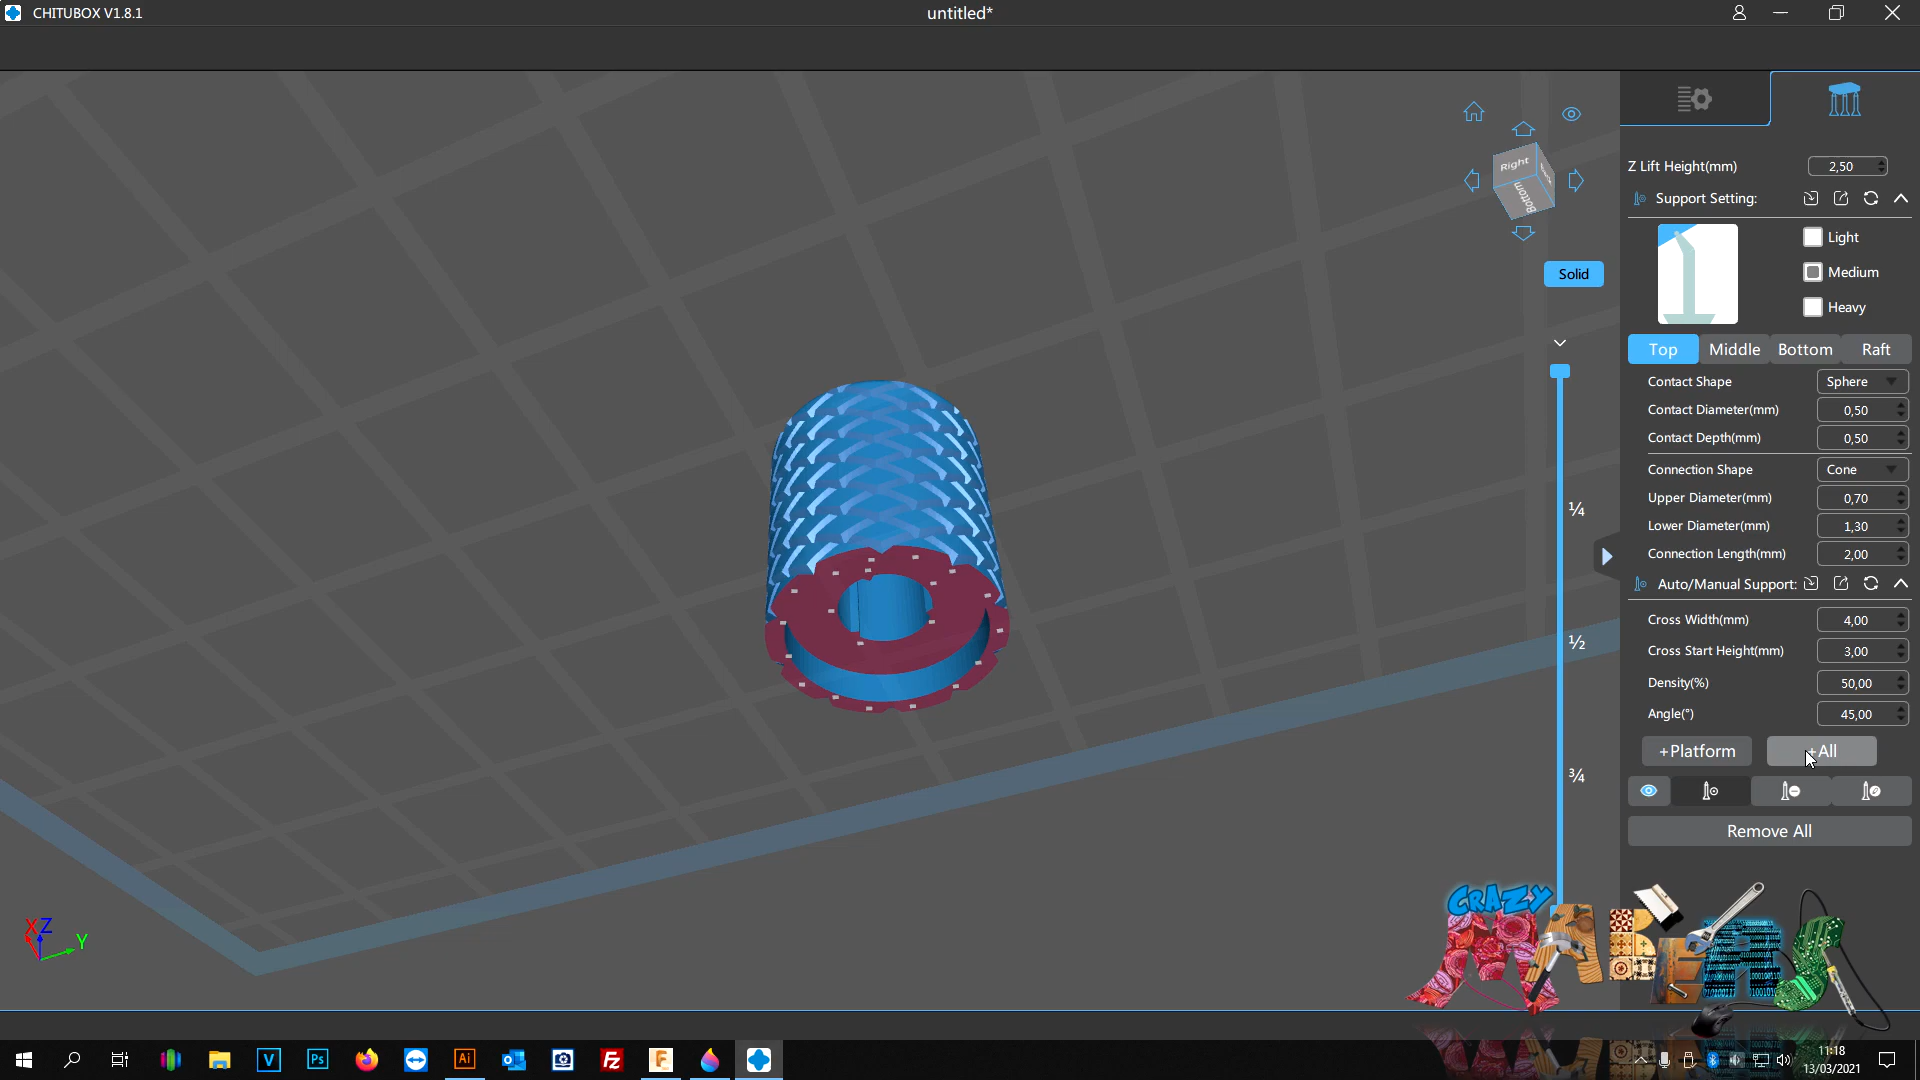 CHITUBOX V1.8.1
untitled*
Right
Bottom
Solid
¼
½
¾
Z Lift Height(mm)
2,50
Support Setting:
Light
Medium
Heavy
Top Middle Bottom Raft
Contact Shape Sphere
Contact Diameter(mm) 0,50
Contact Depth(mm) 0,50
Connection Shape Cone
Upper Diameter(mm) 0,70
Lower Diameter(mm) 1,30
Connection Length(mm) 2,00
Auto/Manual Support:
Cross Width(mm) 4,00
Cross Start Height(mm) 3,00
Density(%) 50,00
Angle(°) 45,00
+Platform
+All
Remove All
CRAZY
X Z Y
V
Ps
Ai
Fz
F
11:18
13/03/2021